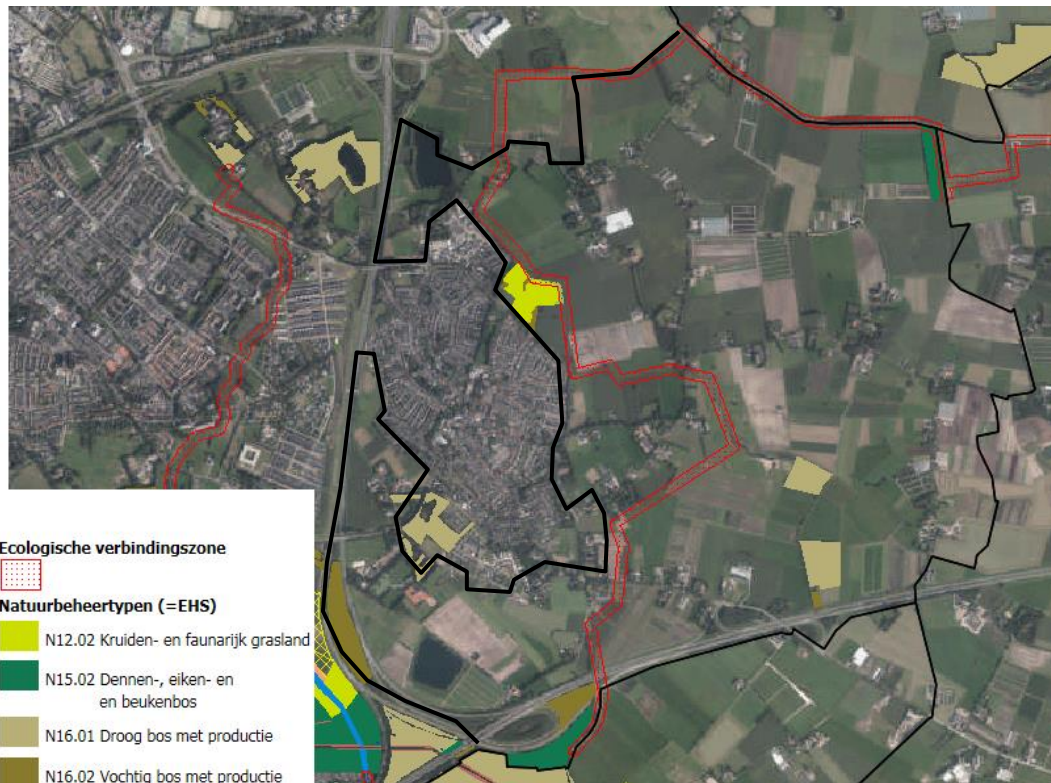 Ecologische verbindingszone
Natuurbeheertypen (=EHS)
N12.02 Kruiden- en faunarijk grasland
N15.02 Dennen-, eiken- en
en beukenbos
N16.01 Droog bos met productie
N16.02 Vochtig bos met productie